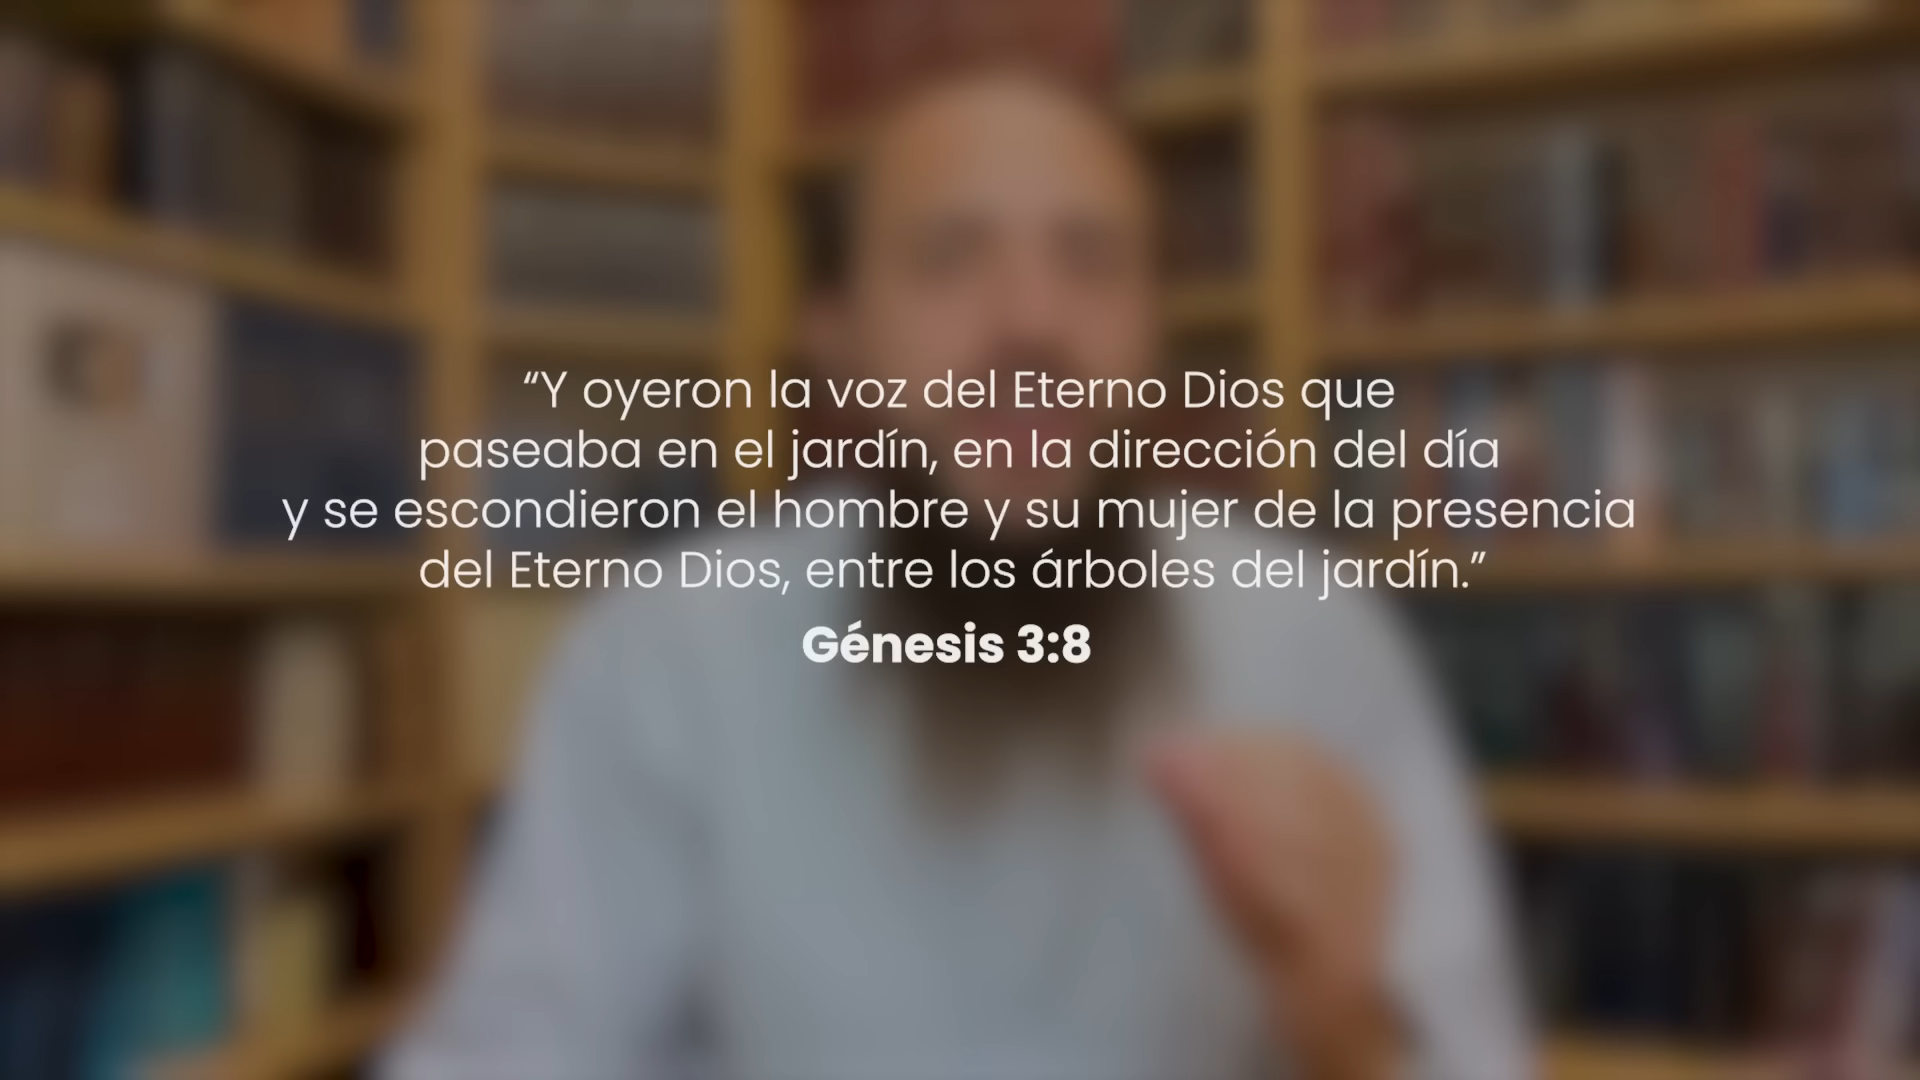 “Y oyeron la voz del Eterno Dios que
paseaba en el jardín, en la dirección del día
y se escondieron el hombre y su mujer de la presencia
del Eterno Dios, entre los árboles del jardín.”
Génesis 3:8